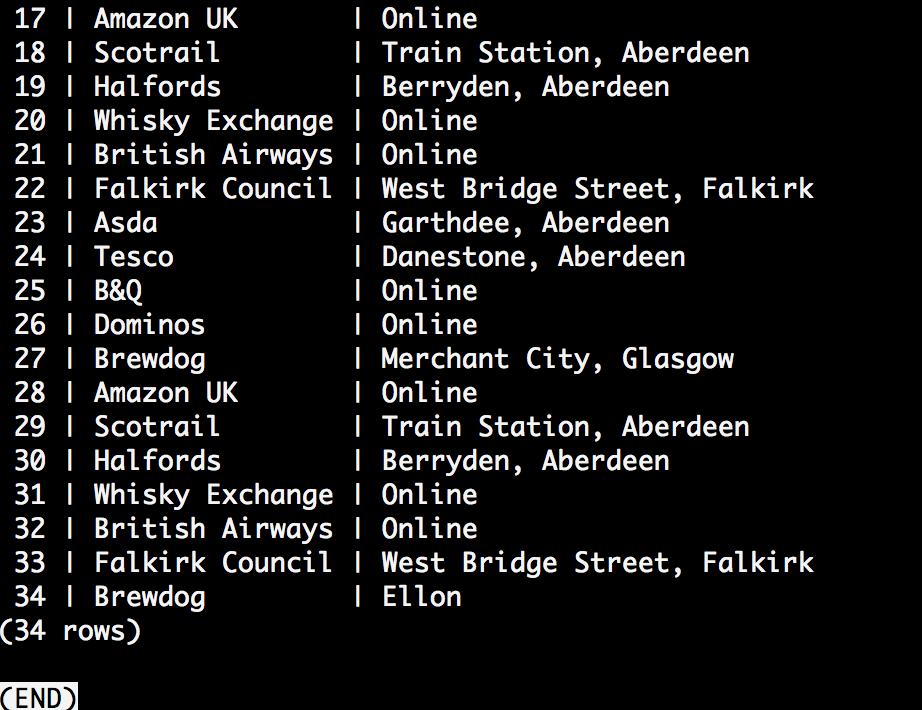 17 | Amazon UK       | Online
18 | Scotrail        | Train Station, Aberdeen
19 | Halfords        | Berryden, Aberdeen
20 | Whisky Exchange | Online
21 | British Airways | Online
22 | Falkirk Council | West Bridge Street, Falkirk
23 | Asda            | Garthdee, Aberdeen
24 | Tesco           | Danestone, Aberdeen
25 | B&Q             | Online
26 | Dominos         | Online
27 | Brewdog         | Merchant City, Glasgow
28 | Amazon UK       | Online
29 | Scotrail        | Train Station, Aberdeen
30 | Halfords        | Berryden, Aberdeen
31 | Whisky Exchange | Online
32 | British Airways | Online
33 | Falkirk Council | West Bridge Street, Falkirk
34 | Brewdog         | Ellon
(34 rows)
(END)